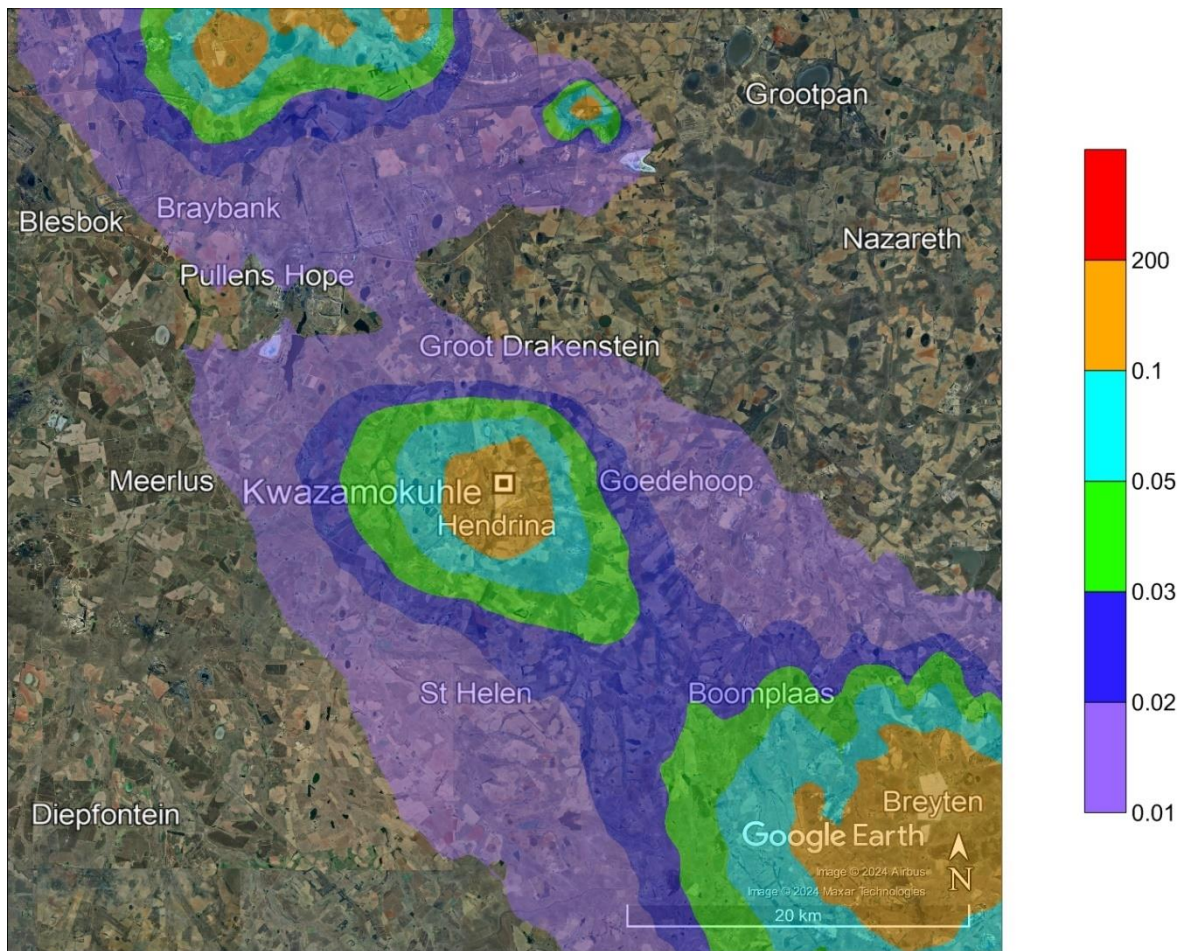 Grootpan
Braybank
Blesbok
Nazareth
Pullens Hope
Groot Drakenstein
Meerlus
Kwazamokuhle
Goedehoop
Hendrina
St Helen
Boomplaas
Breyten
Diepfontein
Google Earth
Image © 2024 Airbus
Image © 2024 Maxar Technologies
N
20 km
200
0.1
0.05
0.03
0.02
0.01